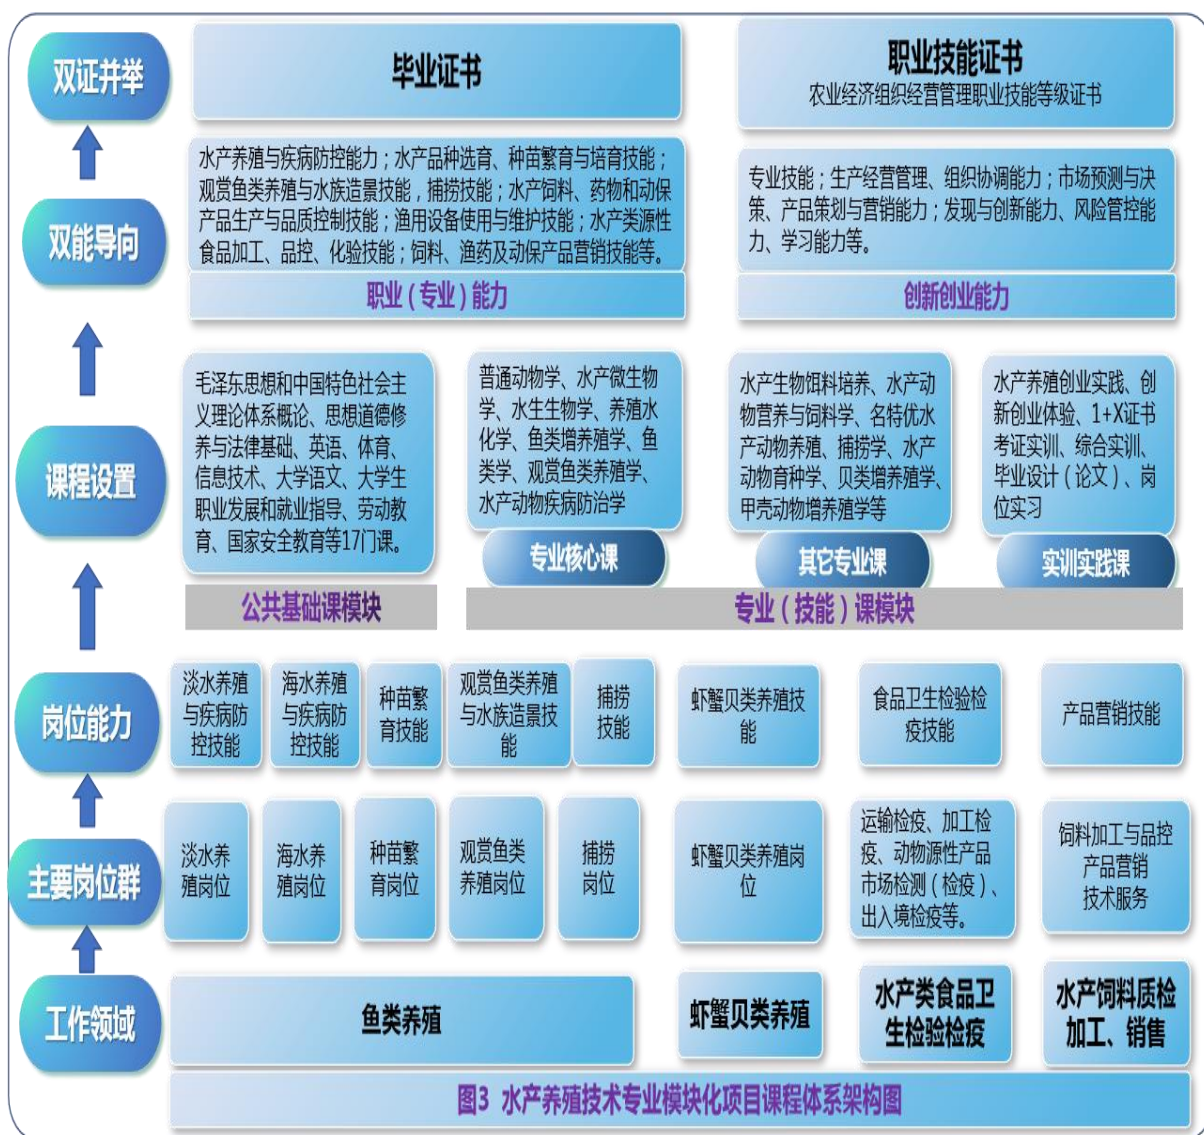 双证并举
毕业证书
职业技能证书
农业经济组织经营管理职业技能等级证书
双能导向
水产养殖与疾病防控能力；水产品种选育、种苗繁育与培育技能；
观赏鱼类养殖与水族造景技能，捕捞技能；水产饲料、药物和动保
产品生产与品质控制技能；渔用设备使用与维护技能；水产类源性
食品加工、品控、化验技能；饲料、渔药及动保产品营销技能等。
职业（专业）能力
专业技能；生产经营管理、组织协调能力；市场预测与决
策、产品策划与营销能力；发现与创新能力、风险管控能
力、学习能力等。
创新创业能力
课程设置
毛泽东思想和中国特色社会主
义理论体系概论、思想道德修
养与法律基础、英语、体育、
信息技术、大学语文、大学生
职业发展和就业指导、劳动教
育、国家安全教育等17门课。
公共基础课模块
普通动物学、水产微生物
学、水生生物学、养殖水
化学、鱼类增养殖学、鱼
类学、观赏鱼类养殖学、
水产动物疾病防治学
专业核心课
水产生物饵料培养、水产动
物营养与饲料学、名特优水
产动物养殖、捕捞学、水产
动物育种学、贝类增养殖学、
甲壳动物增养殖学等
其它专业课
水产养殖创业实践、创
新创业体验、1+X证书
考证实训、综合实训、
毕业设计（论文）、岗
位实习
实训实践课
专业（技能）课模块
岗位能力
淡水养殖
与疾病防
控技能
海水养殖
与疾病防
控技能
种苗繁
育技能
观赏鱼类养殖
与水族造景技
能
捕捞
技能
虾蟹贝类养殖技
能
食品卫生检验检
疫技能
产品营销技能
主要岗位群
淡水养
殖岗位
海水养
殖岗位
种苗繁
育岗位
观赏鱼类
养殖岗位
捕捞
岗位
虾蟹贝类养殖岗
位
运输检疫、加工检
疫、动物源性产品
市场检测（检疫）、
出入境检疫等。
饲料加工与品控
产品营销
技术服务
工作领域
鱼类养殖
虾蟹贝类养殖
水产类食品卫
生检验检疫
水产饲料质检
加工、销售
图3 水产养殖技术专业模块化项目课程体系架构图